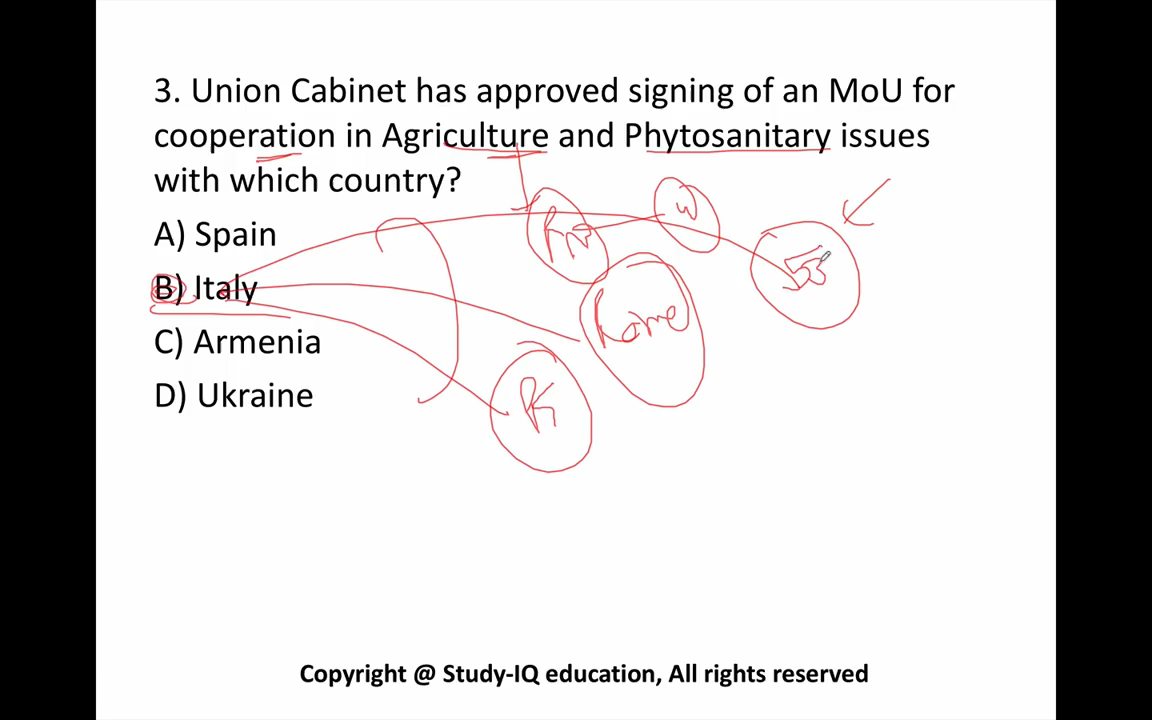 3. Union Cabinet has approved signing of an MoU for
cooperation in Agriculture and Phytosanitary issues
with which country?
A) Spain
B) Italy
C) Armenia
D) Ukraine
W
Rome
Copyright @ Study-IQ education, All rights reserved